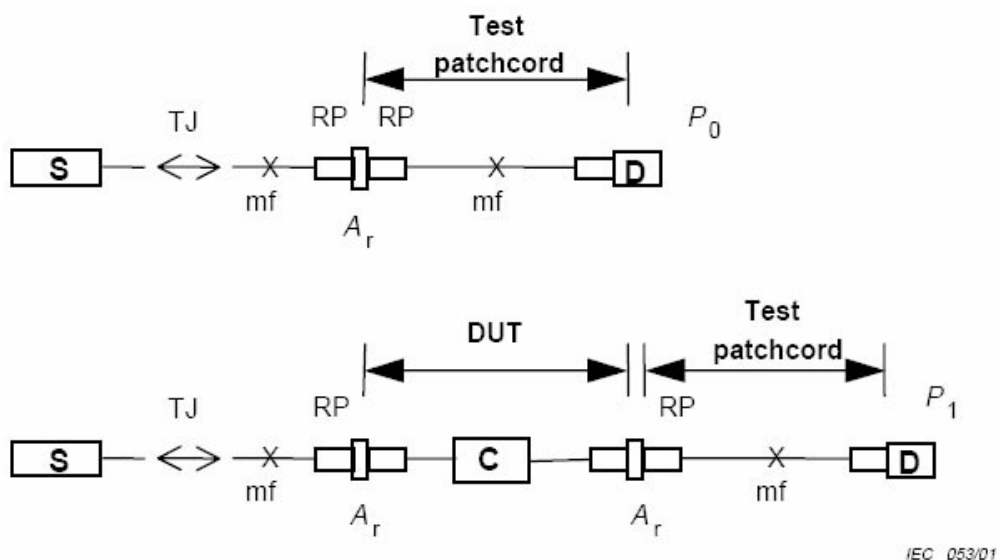 Test
patchcord
RP RP P0
TJ
S D
mf mf
Ar
Test
DUT patchcord
RP RP P1
TJ
S C D
mf mf
Ar Ar
IEC 053/01